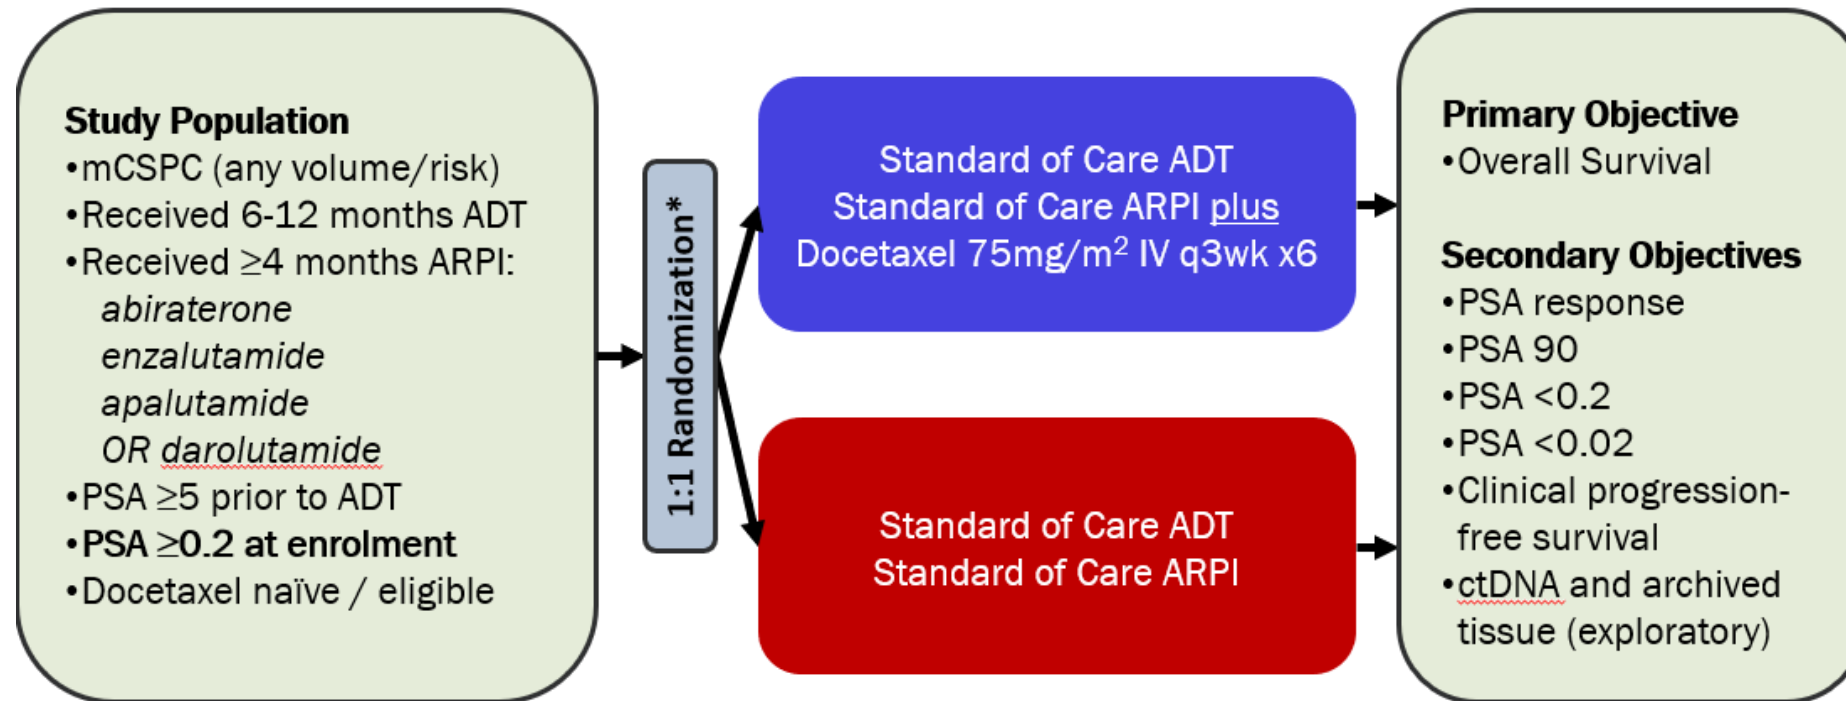 Study Population
•mCSPC (any volume/risk)
•Received 6-12 months ADT
•Received ≥4 months ARPI:
abiraterone
enzalutamide
apalutamide
OR darolutamide
•PSA ≥5 prior to ADT
•PSA ≥0.2 at enrolment
•Docetaxel naïve / eligible
1:1 Randomization*
Standard of Care ADT
Standard of Care ARPI plus
Docetaxel 75mg/m² IV q3wk x6
Standard of Care ADT
Standard of Care ARPI
Primary Objective
•Overall Survival
Secondary Objectives
•PSA response
•PSA 90
•PSA <0.2
•PSA <0.02
•Clinical progression-
free survival
•ctDNA and archived
tissue (exploratory)